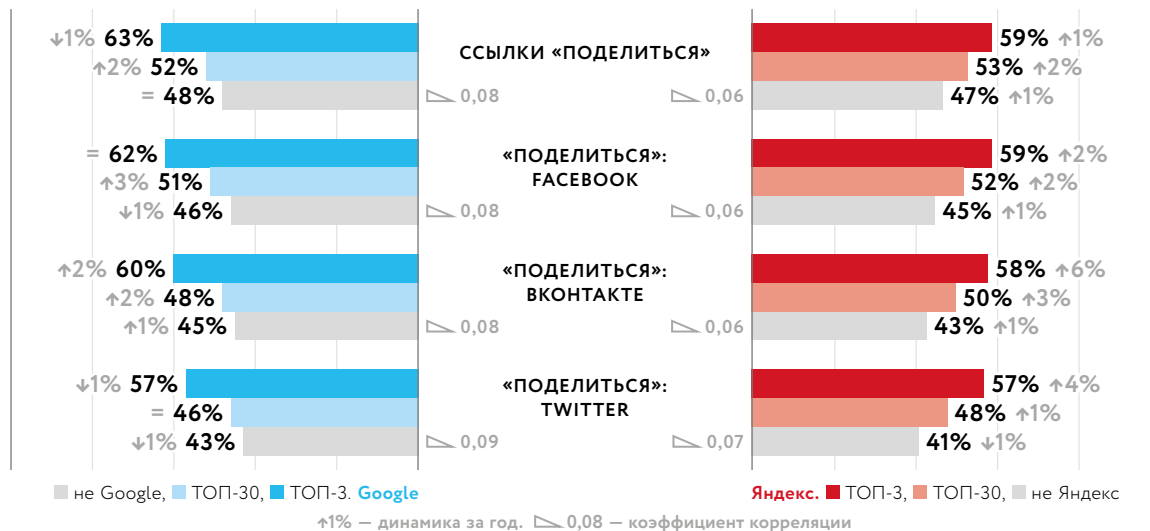 ↓1% 63% ССЫЛКИ «ПОДЕЛИТЬСЯ» 59% ↑1%
↑2% 52% 53% ↑2%
= 48% 0,08 0,06 47% ↑1%
= 62% «ПОДЕЛИТЬСЯ»: 59% ↑2%
↑3% 51% FACEBOOK 52% ↑2%
↓1% 46% 0,08 0,06 45% ↑1%
↑2% 60% «ПОДЕЛИТЬСЯ»: 58% ↑6%
↑2% 48% ВКОНТАКТЕ 50% ↑3%
↑1% 45% 0,08 0,06 43% ↑1%
↓1% 57% «ПОДЕЛИТЬСЯ»: 57% ↑4%
= 46% TWITTER 48% ↑1%
↓1% 43% 0,09 0,07 41% ↓1%
не Google, ТОП-30, ТОП-3. Google Яндекс. ТОП-3, ТОП-30, не Яндекс
↑1% — динамика за год. 0,08 — коэффициент корреляции